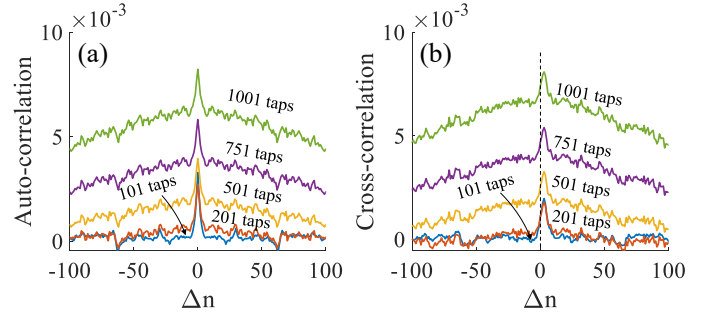 ×10⁻³
(a)
10
5
0
Auto-correlation
1001 taps
751 taps
501 taps
101 taps
201 taps
-100
-50
0
50
100
Δn
×10⁻³
(b)
10
5
0
Cross-correlation
1001 taps
751 taps
501 taps
101 taps
201 taps
-100
-50
0
50
100
Δn